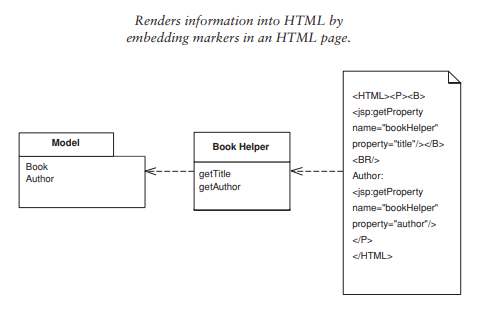 Renders information into HTML by
embedding markers in an HTML page.
Model
Book
Author
Book Helper
getTitle
getAuthor
<HTML><P><B>
<jsp:getProperty
name="bookHelper"
property="title"/></B>
<BR/>
Author:
<jsp:getProperty
name="bookHelper"
property="author"/>
</P>
</HTML>